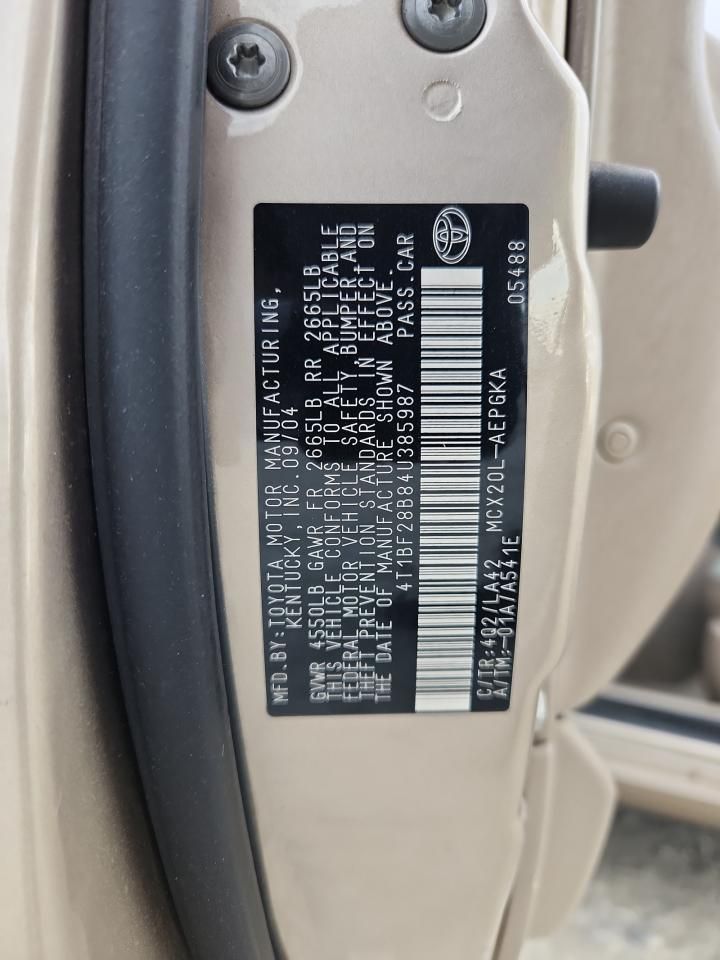 MFD.BY:TOYOTA MOTOR MANUFACTURING,
KENTUCKY,INC.09/04
GVWR 4550LB GAWR FR 2665LB RR 2665LB
THIS VEHICLE CONFORMS TO ALL APPLICABLE
FEDERAL MOTOR VEHICLE SAFETY,BUMPER,AND
THEFT PREVENTION STANDARDS IN EFFECT ON
THE DATE OF MANUFACTURE SHOWN ABOVE.
4T1BF28B84U385987 PASS.CAR
C/TR:4Q2/LA42 MCX20L-AEPGKA
A/TM:-01A/A541E 05488